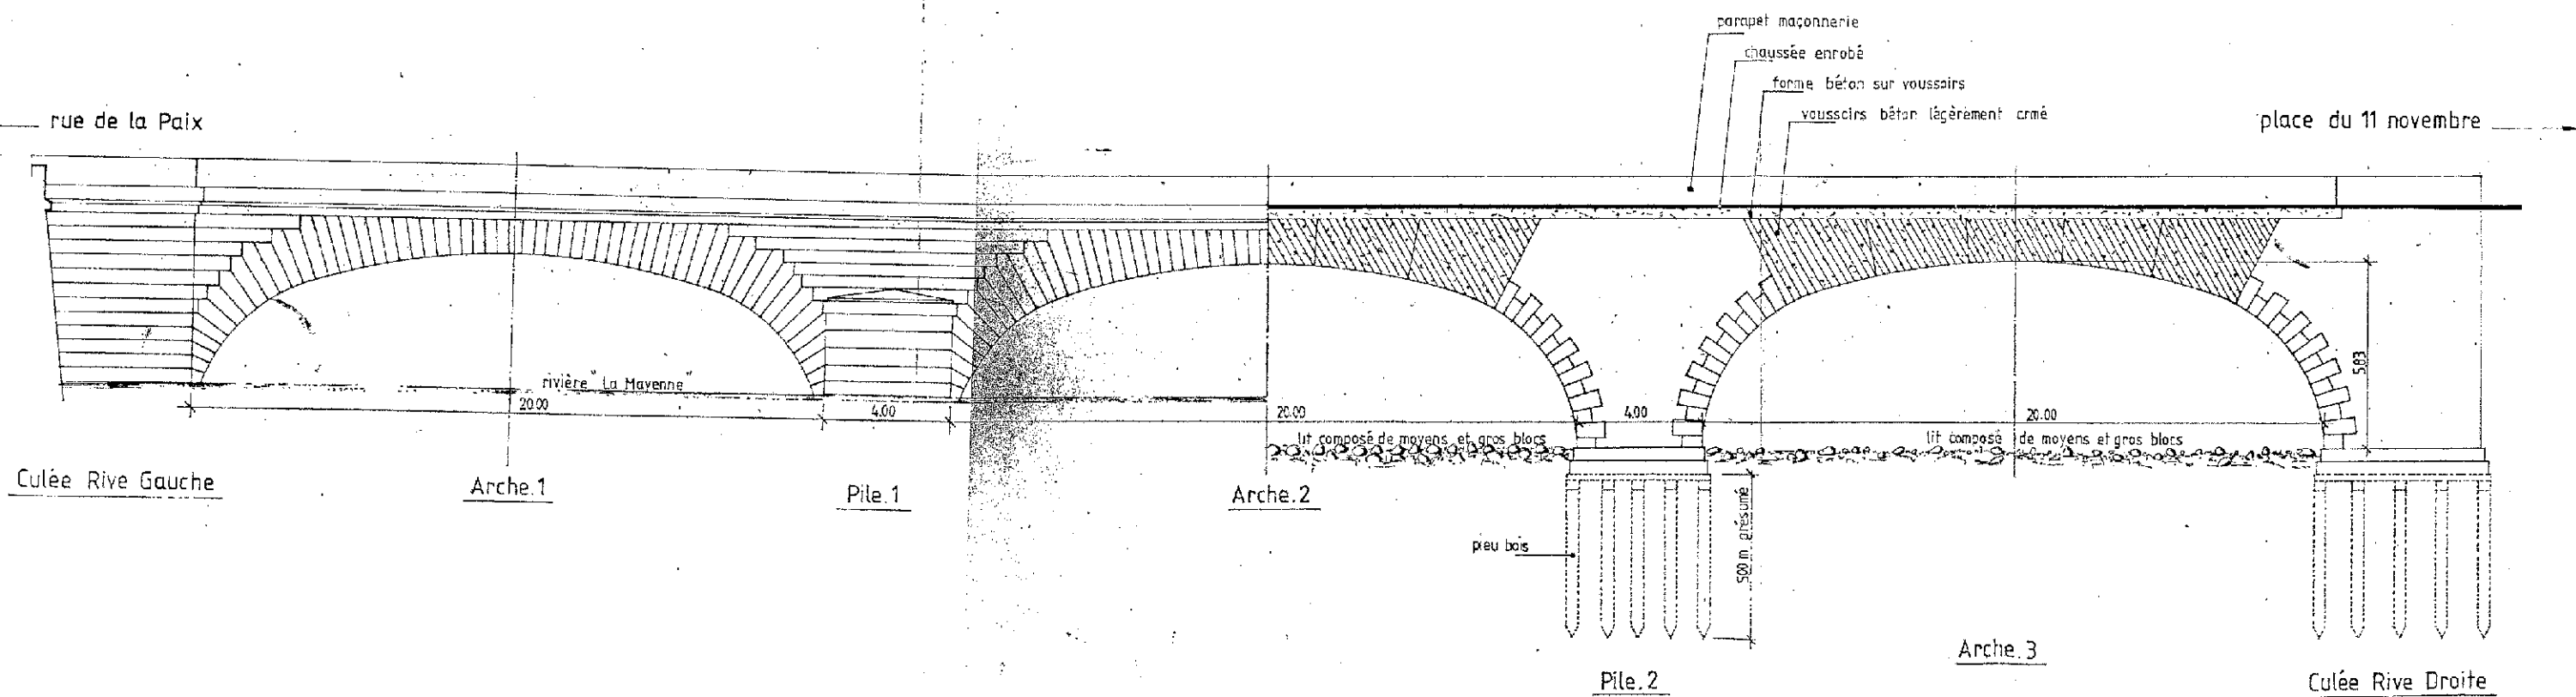 parapet maçonnerie
chaussée enrobé
forme béton sur voussoirs
voussoirs béton légèrement armé
rue de la Paix
place du 11 novembre
rivière "La Mayenne"
20.00
4.00
20.00
4.00
20.00
5.83
lit composé de moyens et gros blocs
lit composé de moyens et gros blocs
Culée Rive Gauche
Arche.1
Pile.1
Arche.2
pieu bois
5.00 m présumé
Arche.3
Pile.2
Culée Rive Droite